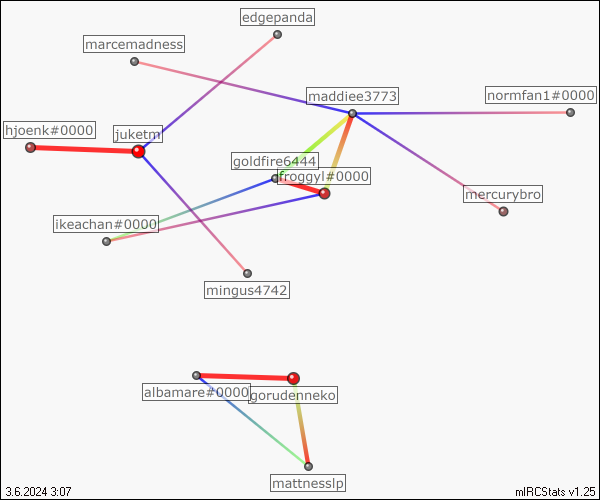 edgepanda
marcemadness
maddiee3773
normfan1#0000
hjoenk#0000
juketm
goldfire6444
froggyl#0000
mercurybro
ikeachan#0000
mingus4742
albamare#0000
gorudenneko
mattnesslp
3.6.2024 3:07
mIRCStats v1.25